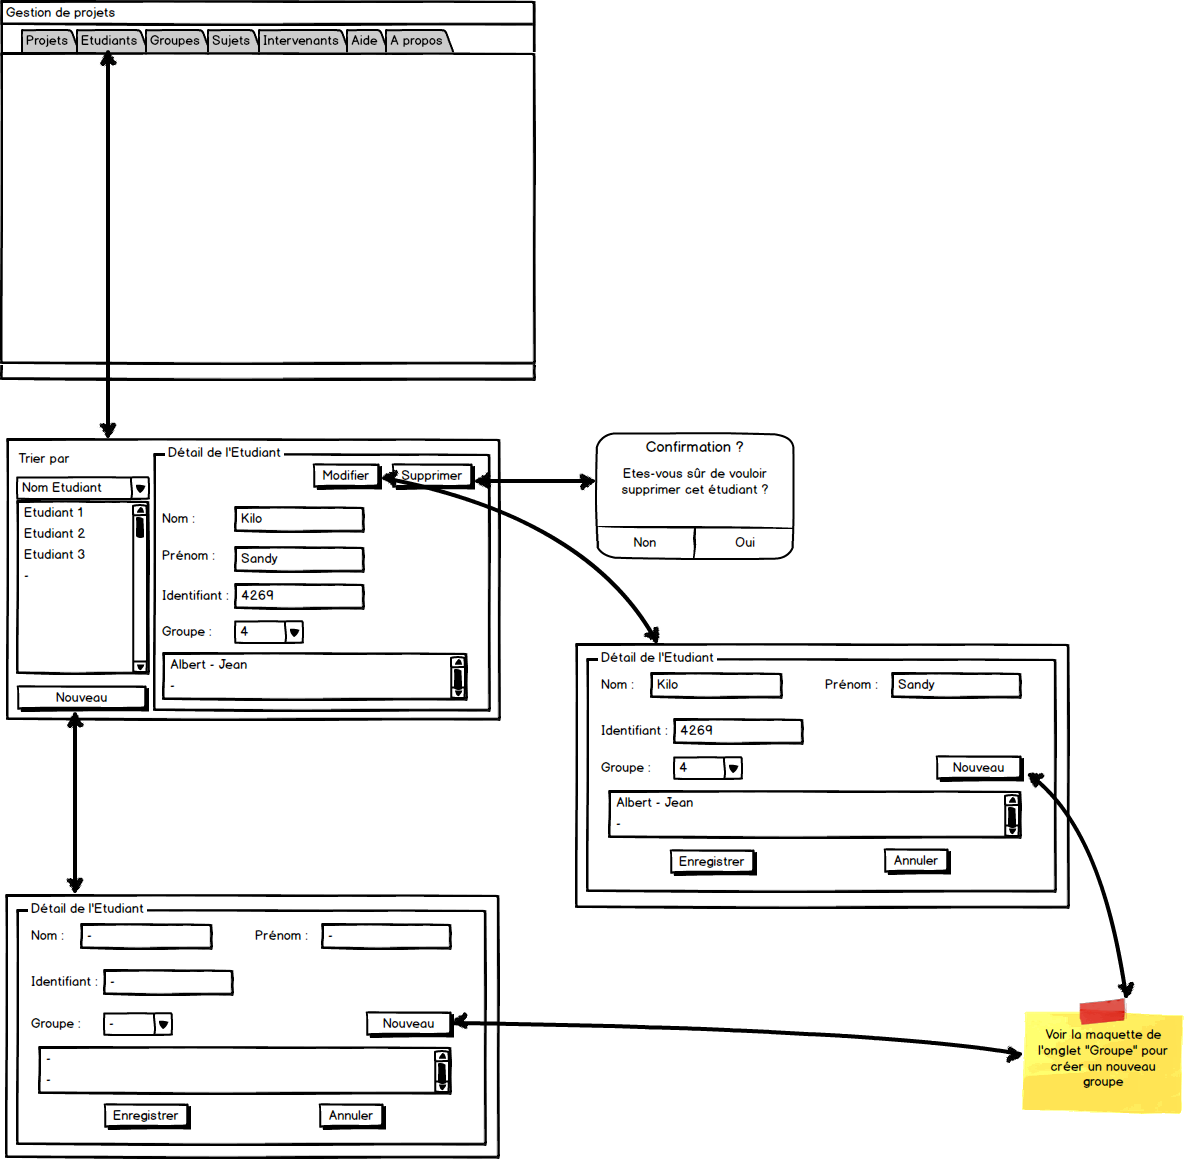 Gestion de projets
Projets Etudiants Groupes Sujets Intervenants Aide A propos
Trier par
Nom Etudiant
Etudiant 1
Etudiant 2
Etudiant 3
-
Nouveau
Détail de l'Etudiant
Modifier Supprimer
Nom : Kilo
Prénom : Sandy
Identifiant : 4269
Groupe : 4
Albert - Jean
-
Confirmation ?
Etes-vous sûr de vouloir
supprimer cet étudiant ?
Non Oui
Détail de l'Etudiant
Nom : Kilo Prénom : Sandy
Identifiant : 4269
Groupe : 4 Nouveau
Albert - Jean
-
Enregistrer Annuler
Détail de l'Etudiant
Nom : - Prénom : -
Identifiant : -
Groupe : - Nouveau
-
-
Enregistrer Annuler
Voir la maquette de
l'onglet "Groupe" pour
créer un nouveau
groupe